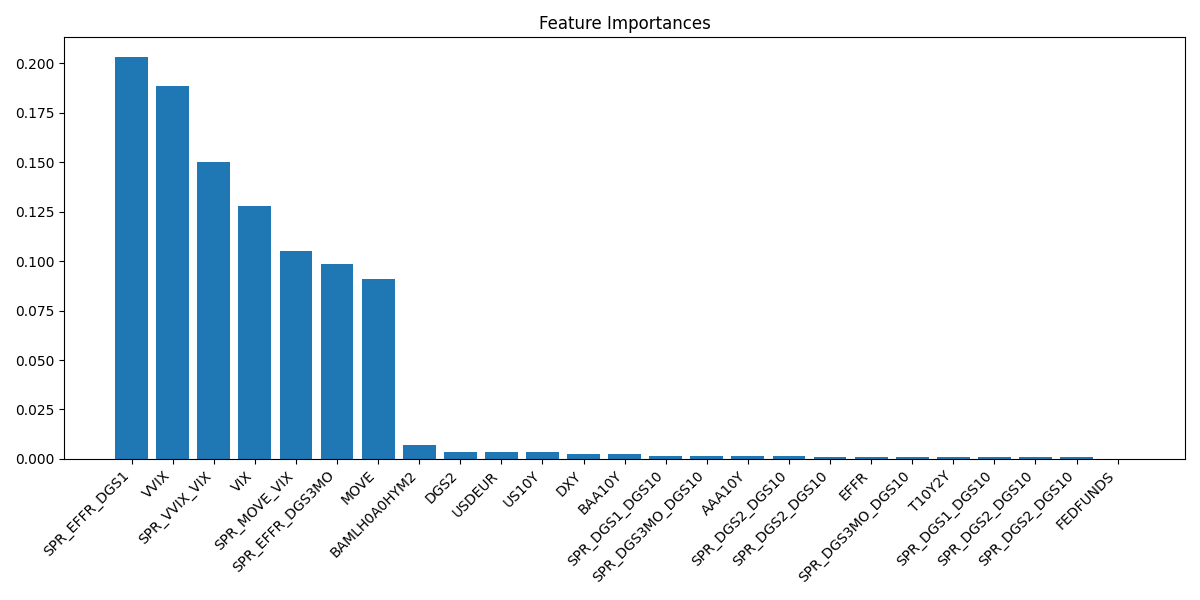 Feature Importances
0.200
0.175
0.150
0.125
0.100
0.075
0.050
0.025
0.000
SPR_EFFR_DGS1
VVIX
SPR_VVIX_VIX
VIX
SPR_MOVE_VIX
SPR_EFFR_DGS3MO
MOVE
BAMLH0A0HYM2
DGS2
USDEUR
US10Y
DXY
BAA10Y
SPR_DGS1_DGS10
SPR_DGS3MO_DGS10
AAA10Y
SPR_DGS2_DGS10
SPR_DGS2_DGS10
EFFR
SPR_DGS3MO_DGS10
T10Y2Y
SPR_DGS1_DGS10
SPR_DGS2_DGS10
SPR_DGS2_DGS10
FEDFUNDS